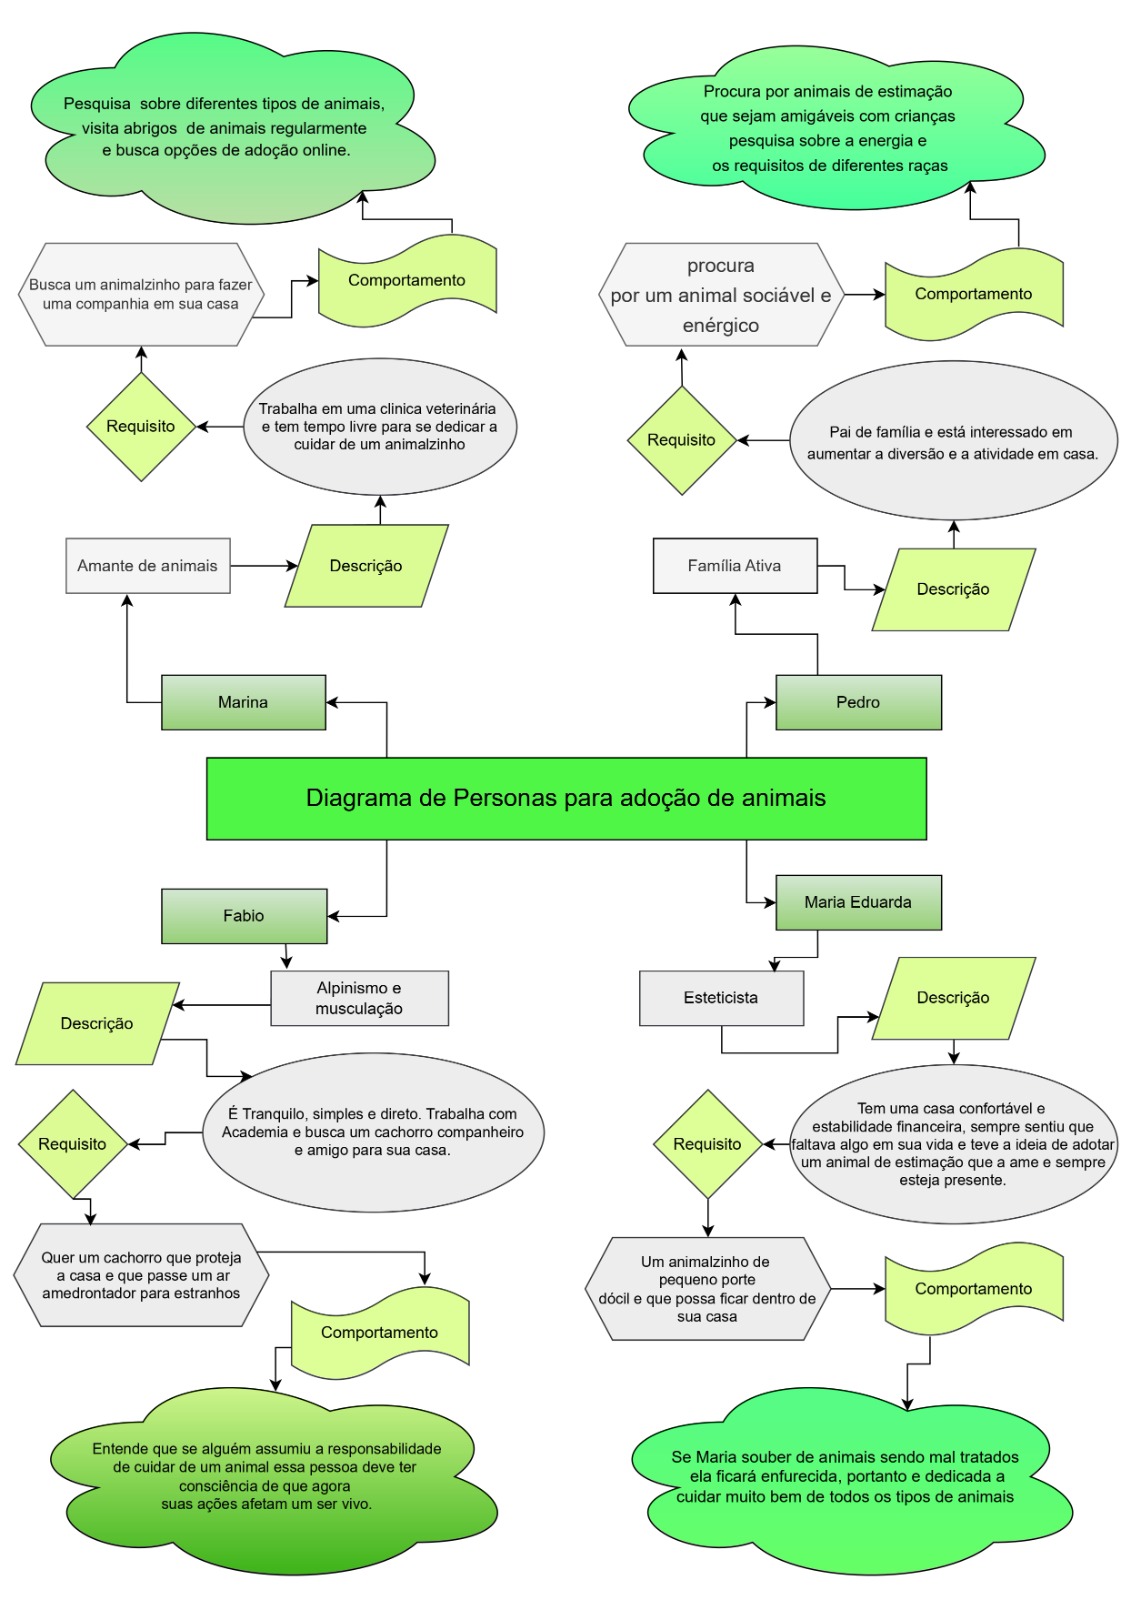 Pesquisa  sobre diferentes tipos de animais,
visita abrigos  de animais regularmente
e busca opções de adoção online.
Comportamento
Busca um animalzinho para fazer
uma companhia em sua casa
Requisito
Trabalha em uma clinica veterinária
e tem tempo livre para se dedicar a
cuidar de um animalzinho
Amante de animais
Descrição
Marina
Procura por animais de estimação
que sejam amigáveis com crianças
pesquisa sobre a energia e
os requisitos de diferentes raças
procura
por um animal sociável e
enérgico
Comportamento
Requisito
Pai de família e está interessado em
aumentar a diversão e a atividade em casa.
Família Ativa
Descrição
Pedro
Diagrama de Personas para adoção de animais
Fabio
Alpinismo e
musculação
Descrição
É Tranquilo, simples e direto. Trabalha com
Academia e busca um cachorro companheiro
e amigo para sua casa.
Requisito
Quer um cachorro que proteja
a casa e que passe um ar
amedrontador para estranhos
Comportamento
Entende que se alguém assumiu a responsabilidade
de cuidar de um animal essa pessoa deve ter
consciência de que agora
suas ações afetam um ser vivo.
Maria Eduarda
Esteticista
Descrição
Tem uma casa confortável e
estabilidade financeira, sempre sentiu que
faltava algo em sua vida e teve a ideia de adotar
um animal de estimação que a ame e sempre
esteja presente.
Requisito
Um animalzinho de
pequeno porte
dócil e que possa ficar dentro de
sua casa
Comportamento
Se Maria souber de animais sendo mal tratados
ela ficará enfurecida, portanto e dedicada a
cuidar muito bem de todos os tipos de animais